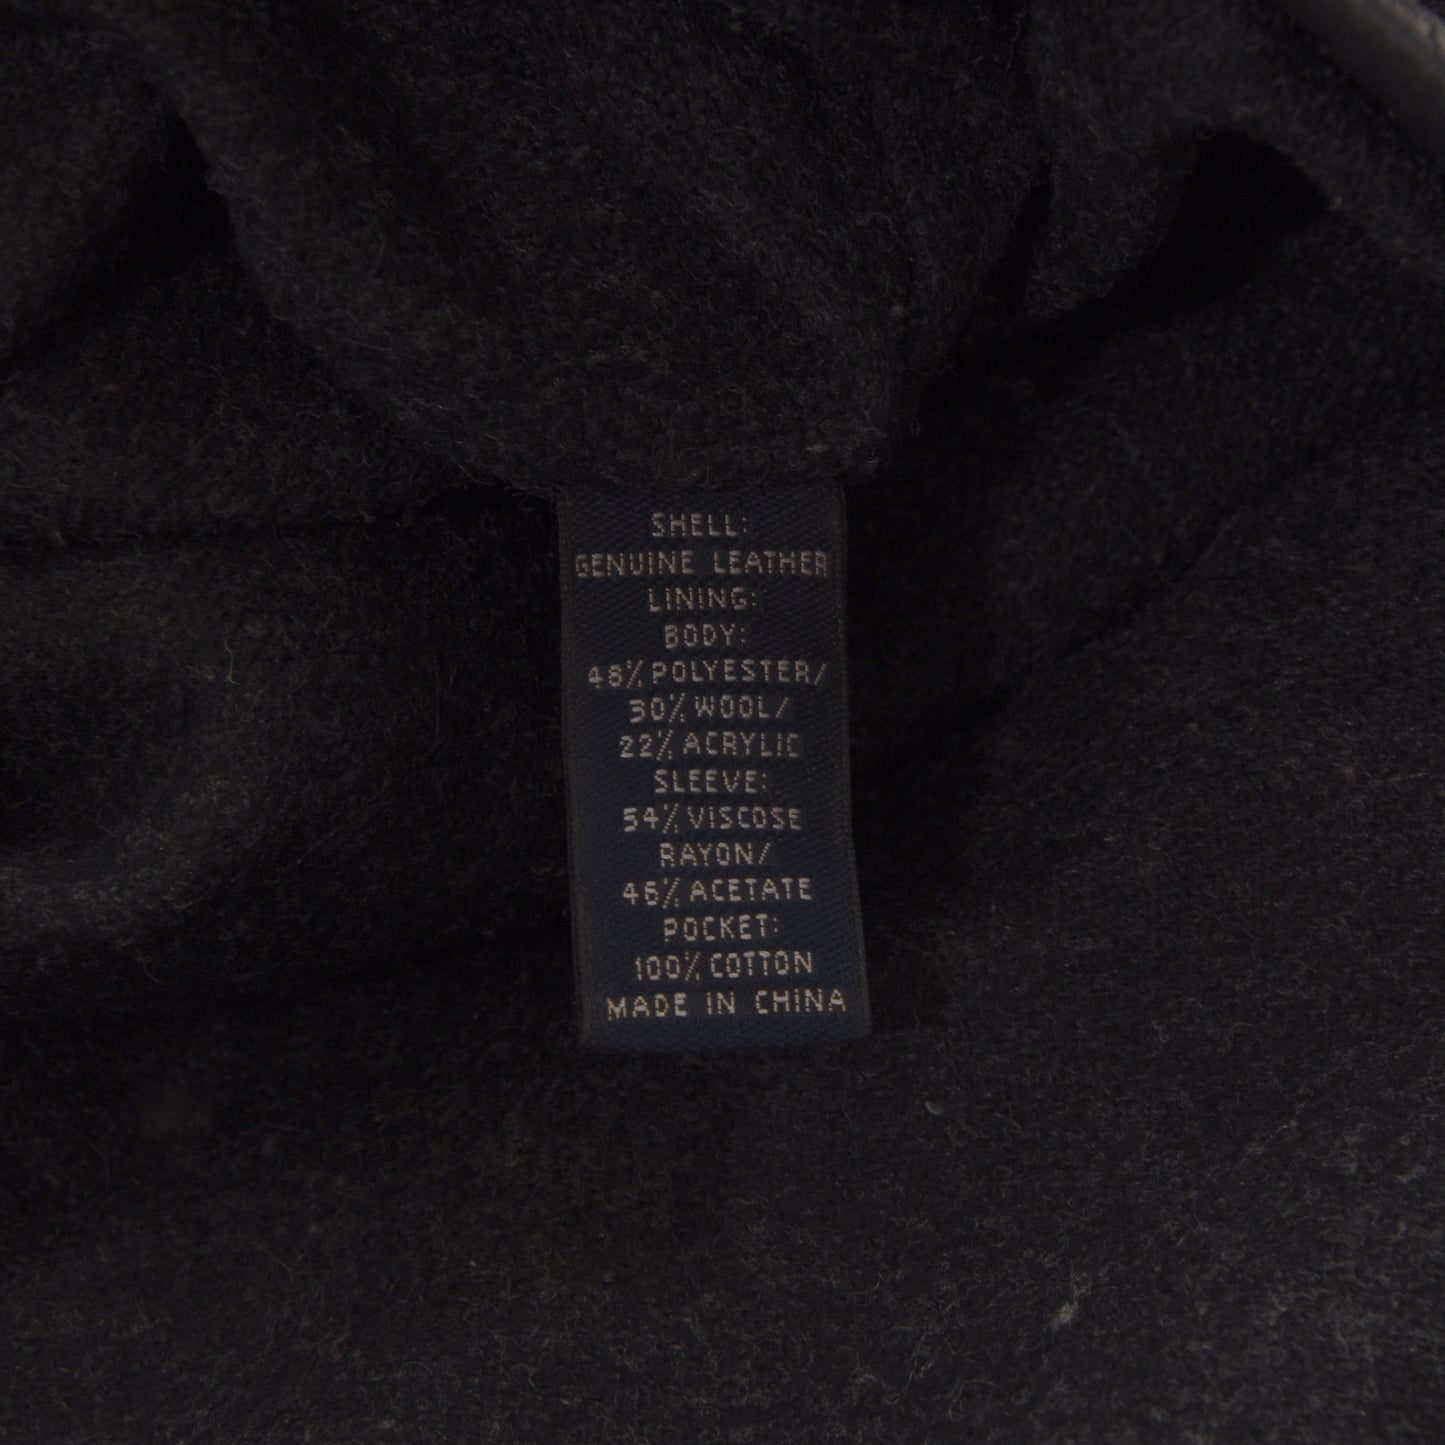 SHELL:
GENUINE LEATHER
LINING:
BODY:
48% POLYESTER/
30% WOOL/
22% ACRYLIC
SLEEVE:
54% VISCOSE
RAYON/
46% ACETATE
POCKET:
100% COTTON
MADE IN CHINA